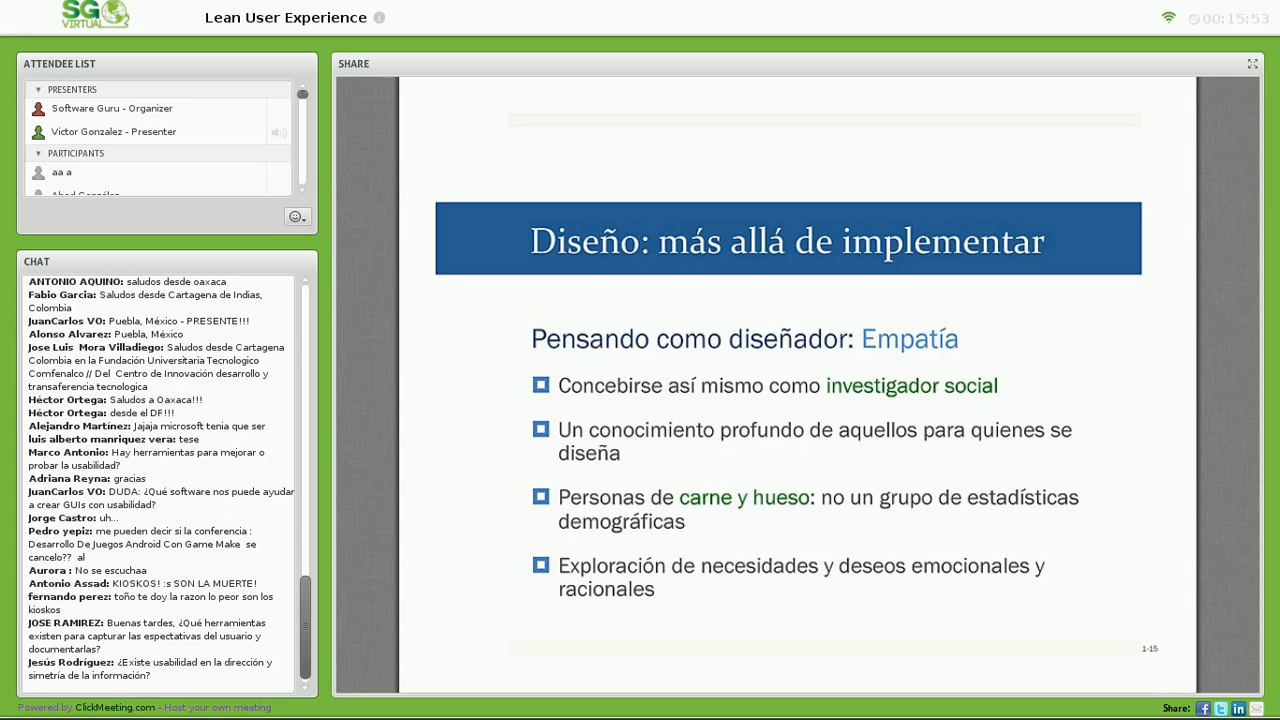 SG
VIRTUAL
Lean User Experience
00:15:53
ATTENDEE LIST
PRESENTERS
Software Guru - Organizer
Victor Gonzalez - Presenter
PARTICIPANTS
aa a
CHAT
ANTONIO AQUINO: saludos desde oaxaca
Fabio Garcia: Saludos desde Cartagena de Indias,
Colombia
JuanCarlos VO: Puebla, México - PRESENTE!!!
Alonso Alvarez: Puebla, México
Jose Luis Mora Villadiego: Saludos desde Cartagena
Colombia en la Fundación Universitaria Tecnologico
Comfenalco // Del Centro de Innovación desarrollo y
transaferencia tecnologica
Héctor Ortega: Saludos a Oaxaca!!!
Héctor Ortega: desde el DF!!!
Alejandro Martínez: Jajaja microsoft tenia que ser
luis alberto manriquez vera: tese
Marco Antonio: Hay herramientas para mejorar o
probar la usabilidad?
Adriana Reyna: gracias
JuanCarlos VO: DUDA: ¿Qué software nos puede ayudar
a crear GUIs con usabilidad?
Jorge Castro: uh...
Pedro yepiz: me pueden decir si la conferencia :
Desarrollo De Juegos Android Con Game Make se
cancelo?? al
Aurora : No se escuchaa
Antonio Assad: KIOSKOS! :s SON LA MUERTE!
fernando perez: toño te doy la razon lo peor son los
kioskos
JOSE RAMIREZ: Buenas tardes, ¿Qué herramientas
existen para capturar las espectativas del usuario y
documentarlas?
Jesús Rodríguez: ¿Existe usabilidad en la dirección y
simetría de la información?
SHARE
Diseño: más allá de implementar
Pensando como diseñador: Empatía
Concebirse así mismo como investigador social
Un conocimiento profundo de aquellos para quienes se
diseña
Personas de carne y hueso: no un grupo de estadísticas
demográficas
Exploración de necesidades y deseos emocionales y
racionales
1-15
Powered by ClickMeeting.com - Host your own meeting
Share: